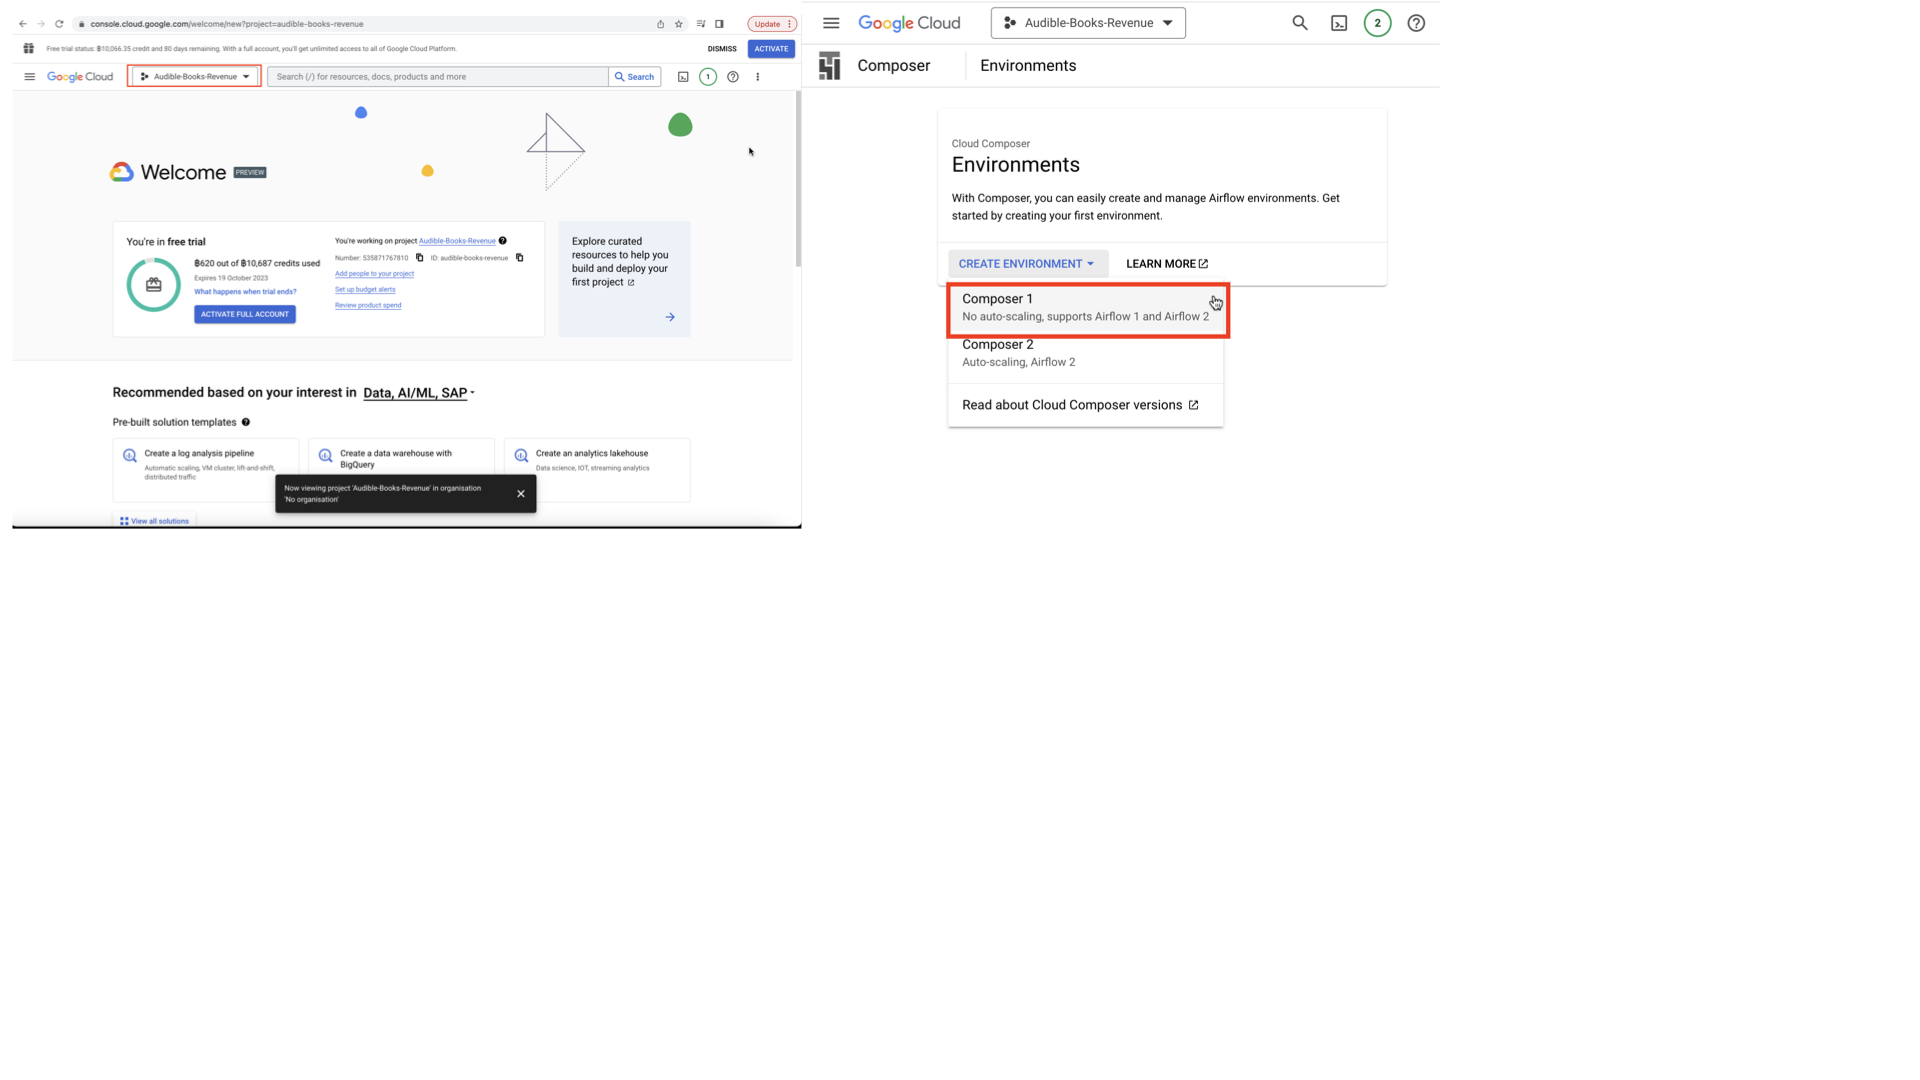 console.cloud.google.com/welcome/new?project=audible-books-revenue
Update
Free trial status: ฿10,066.35 credit and 80 days remaining. With a full account, you'll get unlimited access to all of Google Cloud Platform.
DISMISS
ACTIVATE
Google Cloud
Audible-Books-Revenue
Search (/) for resources, docs, products and more
Search
1
Welcome
PREVIEW
You're in free trial
฿620 out of ฿10,687 credits used
Expires 19 October 2023
What happens when trial ends?
ACTIVATE FULL ACCOUNT
You're working on project Audible-Books-Revenue
Number: 535871767810 ID: audible-books-revenue
Add people to your project
Set up budget alerts
Review product spend
Explore curated
resources to help you
build and deploy your
first project
Recommended based on your interest in Data, AI/ML, SAP
Pre-built solution templates
Create a log analysis pipeline
Automatic scaling, VM cluster, lift-and-shift,
distributed traffic
Create a data warehouse with
BigQuery
Create an analytics lakehouse
Data science, IOT, streaming analytics
Now viewing project 'Audible-Books-Revenue' in organisation
'No organisation'
View all solutions
Google Cloud
Audible-Books-Revenue
2
Composer
Environments
Cloud Composer
Environments
With Composer, you can easily create and manage Airflow environments. Get
started by creating your first environment.
CREATE ENVIRONMENT
LEARN MORE
Composer 1
No auto-scaling, supports Airflow 1 and Airflow 2
Composer 2
Auto-scaling, Airflow 2
Read about Cloud Composer versions